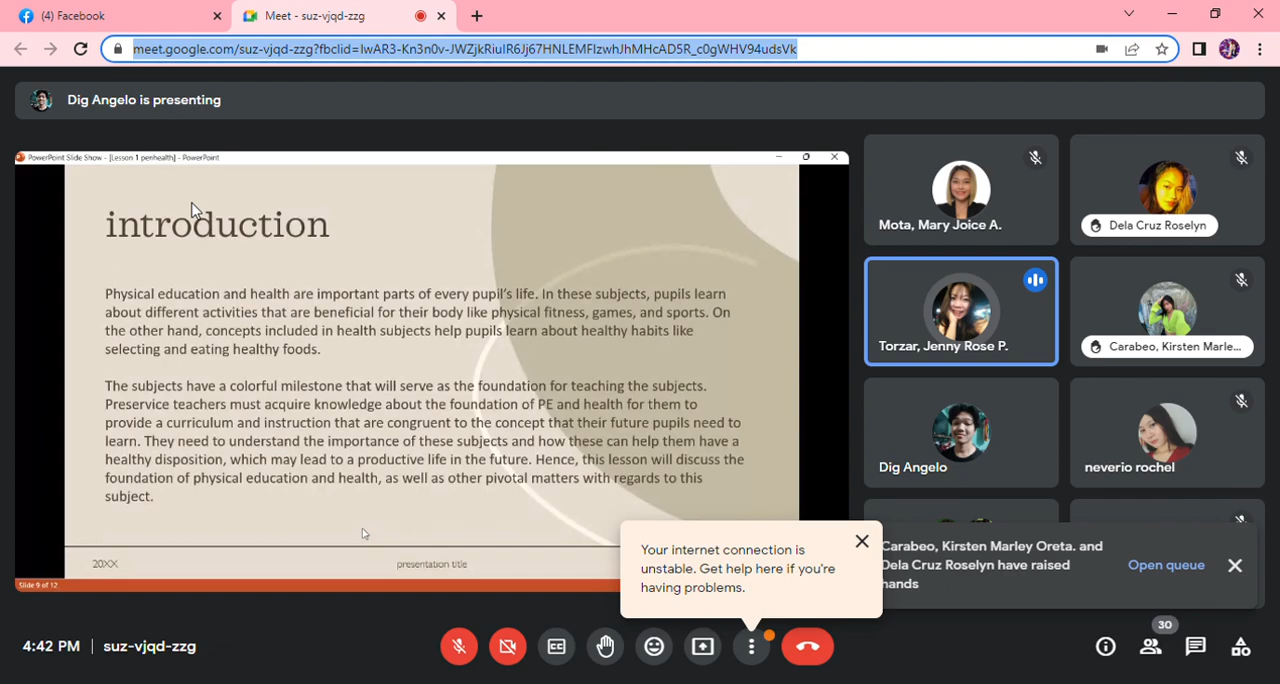 (4) Facebook
Meet - suz-vjqd-zzg
meet.google.com/suz-vjqd-zzg?fbclid=IwAR3-Kn3n0v-JWZjkRiuIR6Jj67HNLEMFIzwhJhMHcAD5R_c0gWHV94udsVk
Dig Angelo is presenting
PowerPoint Slide Show - [Lesson 1 penhealth] - PowerPoint
introduction
Physical education and health are important parts of every pupil's life. In these subjects, pupils learn
about different activities that are beneficial for their body like physical fitness, games, and sports. On
the other hand, concepts included in health subjects help pupils learn about healthy habits like
selecting and eating healthy foods.
The subjects have a colorful milestone that will serve as the foundation for teaching the subjects.
Preservice teachers must acquire knowledge about the foundation of PE and health for them to
provide a curriculum and instruction that are congruent to the concept that their future pupils need to
learn. They need to understand the importance of these subjects and how these can help them have a
healthy disposition, which may lead to a productive life in the future. Hence, this lesson will discuss the
foundation of physical education and health, as well as other pivotal matters with regards to this
subject.
20XX
presentation title
Slide 9 of 12
Mota, Mary Joice A.
Dela Cruz Roselyn
Torzar, Jenny Rose P.
Carabeo, Kirsten Marle...
Dig Angelo
neverio rochel
Your internet connection is
unstable. Get help here if you're
having problems.
Carabeo, Kirsten Marley Oreta. and
Dela Cruz Roselyn have raised
hands
Open queue
4:42 PM | suz-vjqd-zzg
CC
30